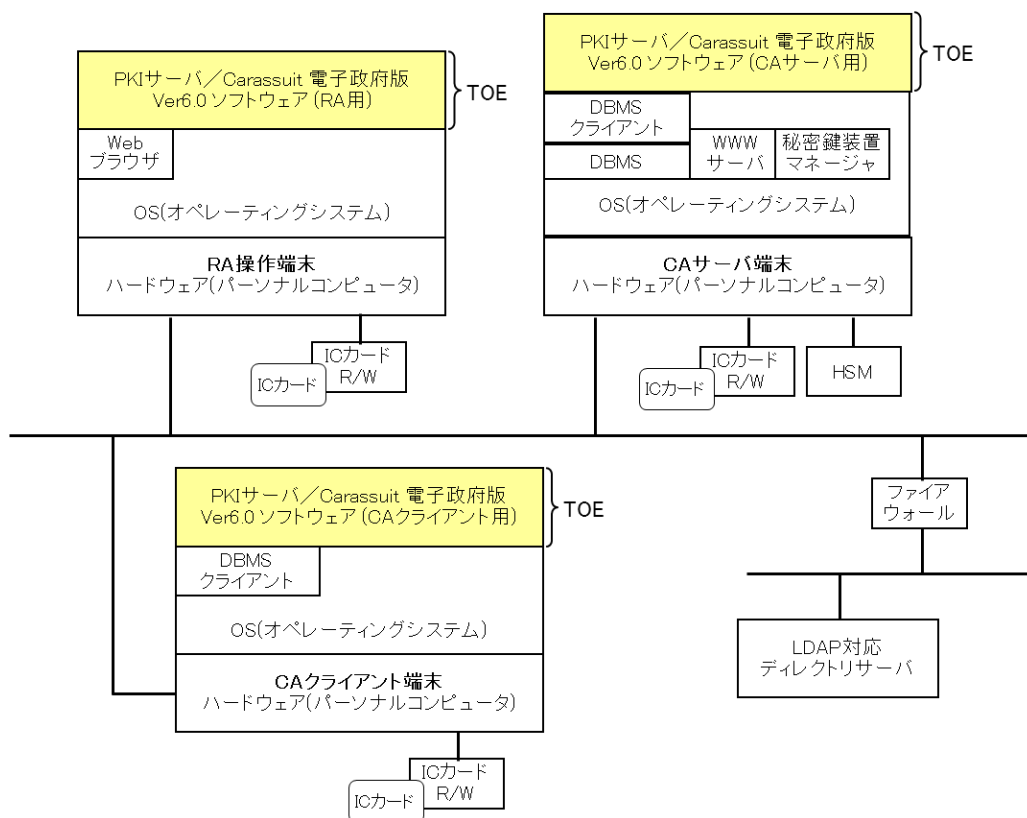 PKIサーバ／Carassuit 電子政府版
Ver6.0 ソフトウェア（RA用）
TOE
Web
ブラウザ
OS(オペレーティングシステム)
RA操作端末
ハードウェア(パーソナルコンピュータ)
ICカード
R/W
ICカード
PKIサーバ／Carassuit 電子政府版
Ver6.0 ソフトウェア（CAサーバ用）
TOE
DBMS
クライアント
DBMS
WWW
サーバ
秘密鍵装置
マネージャ
OS(オペレーティングシステム)
CAサーバ端末
ハードウェア(パーソナルコンピュータ)
ICカード
R/W
ICカード
HSM
PKIサーバ／Carassuit 電子政府版
Ver6.0 ソフトウェア（CAクライアント用）
TOE
DBMS
クライアント
OS(オペレーティングシステム)
CAクライアント端末
ハードウェア(パーソナルコンピュータ)
ICカード
R/W
ICカード
ファイア
ウォール
LDAP対応
ディレクトリサーバ